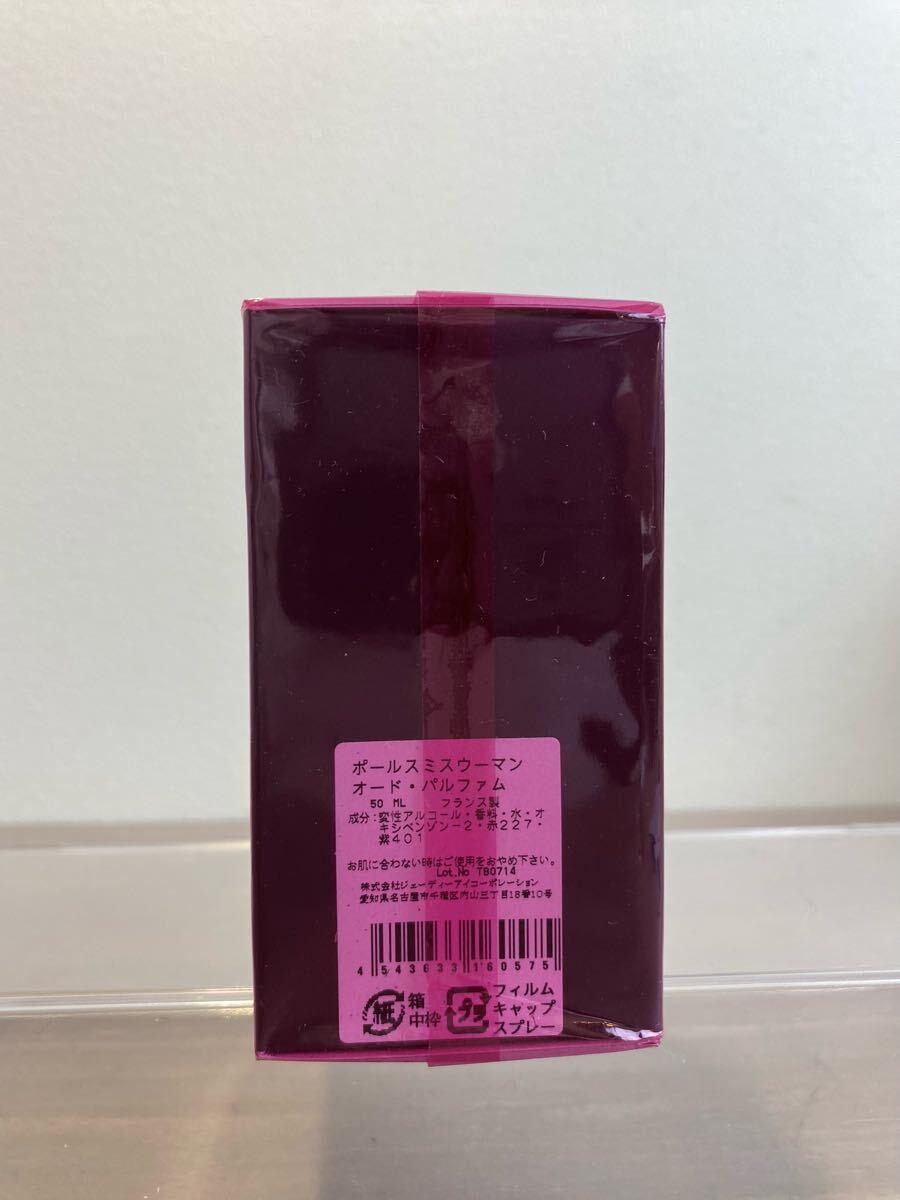 ポールスミスウーマン
オード・パルファム
50 ML フランス製
成分:変性アルコール・香料・水・オ
キシベンゾン-2・赤227・
紫401
お肌に合わない時はご使用をおやめ下さい。
Lot.No TB0714
株式会社ジェーディーアイコーポレーション
愛知県名古屋市千種区内山三丁目18番10号
4 543633 160575
紙 箱 中枠 プラ フィルム
キャップ
スプレー